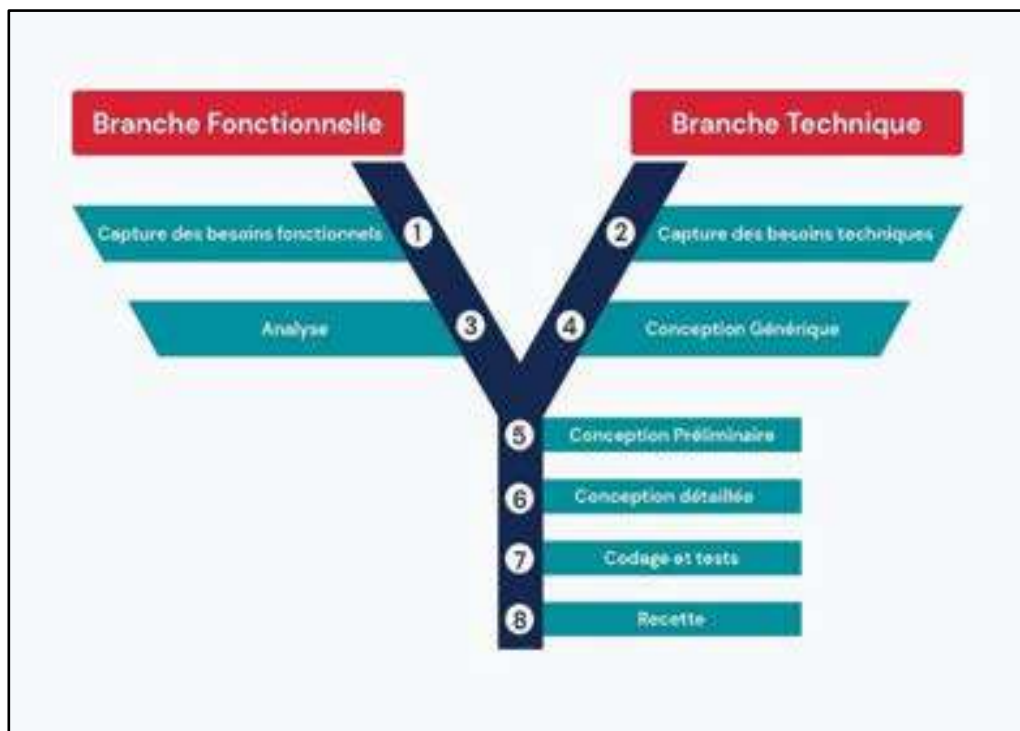 Branche Fonctionnelle
Branche Technique
Capture des besoins fonctionnels
1
2
Capture des besoins techniques
Analyse
3
4
Conception Générique
5
Conception Préliminaire
6
Conception détaillée
7
Codage et tests
8
Recette